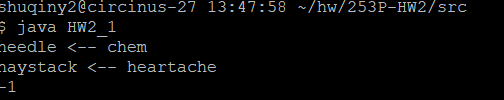 shuqiny2@circinus-27 13:47:58 ~/hw/253P-HW2/src
$ java HW2_1
needle <-- chem
haystack <-- heartache
-1